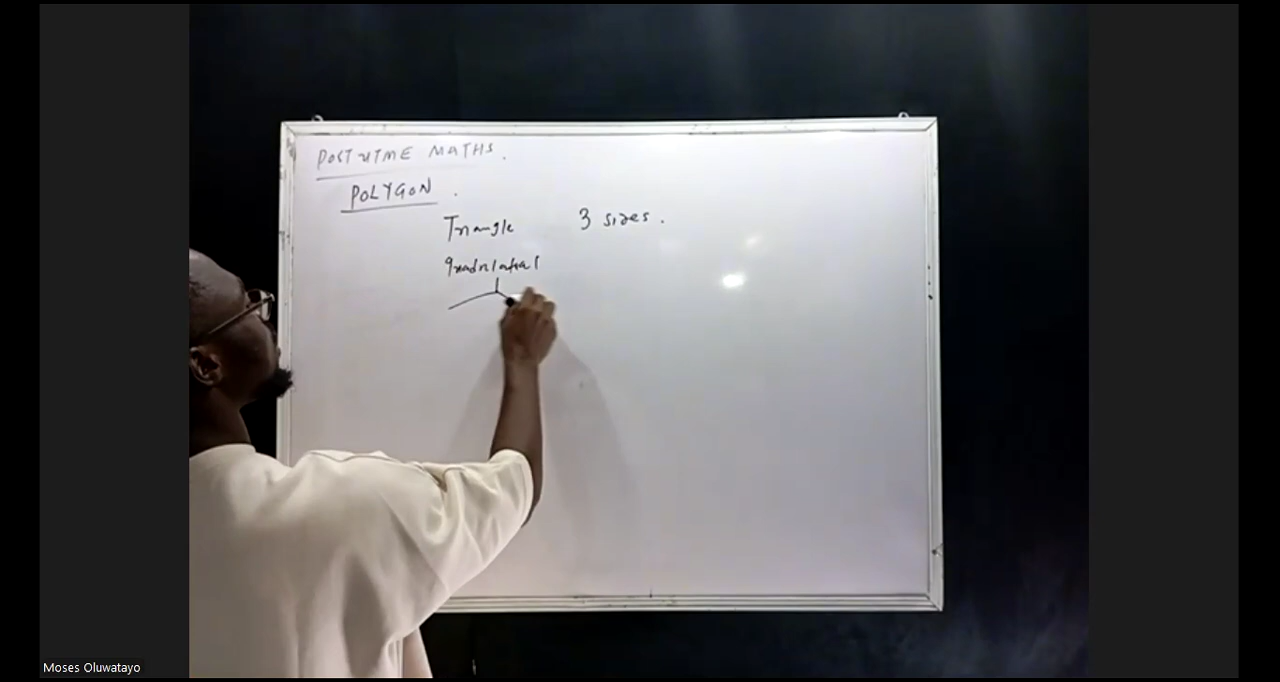 POST UTME MATHS.
POLYGON.
Triangle 3 sides.
quadrilateral
Moses Oluwatayo